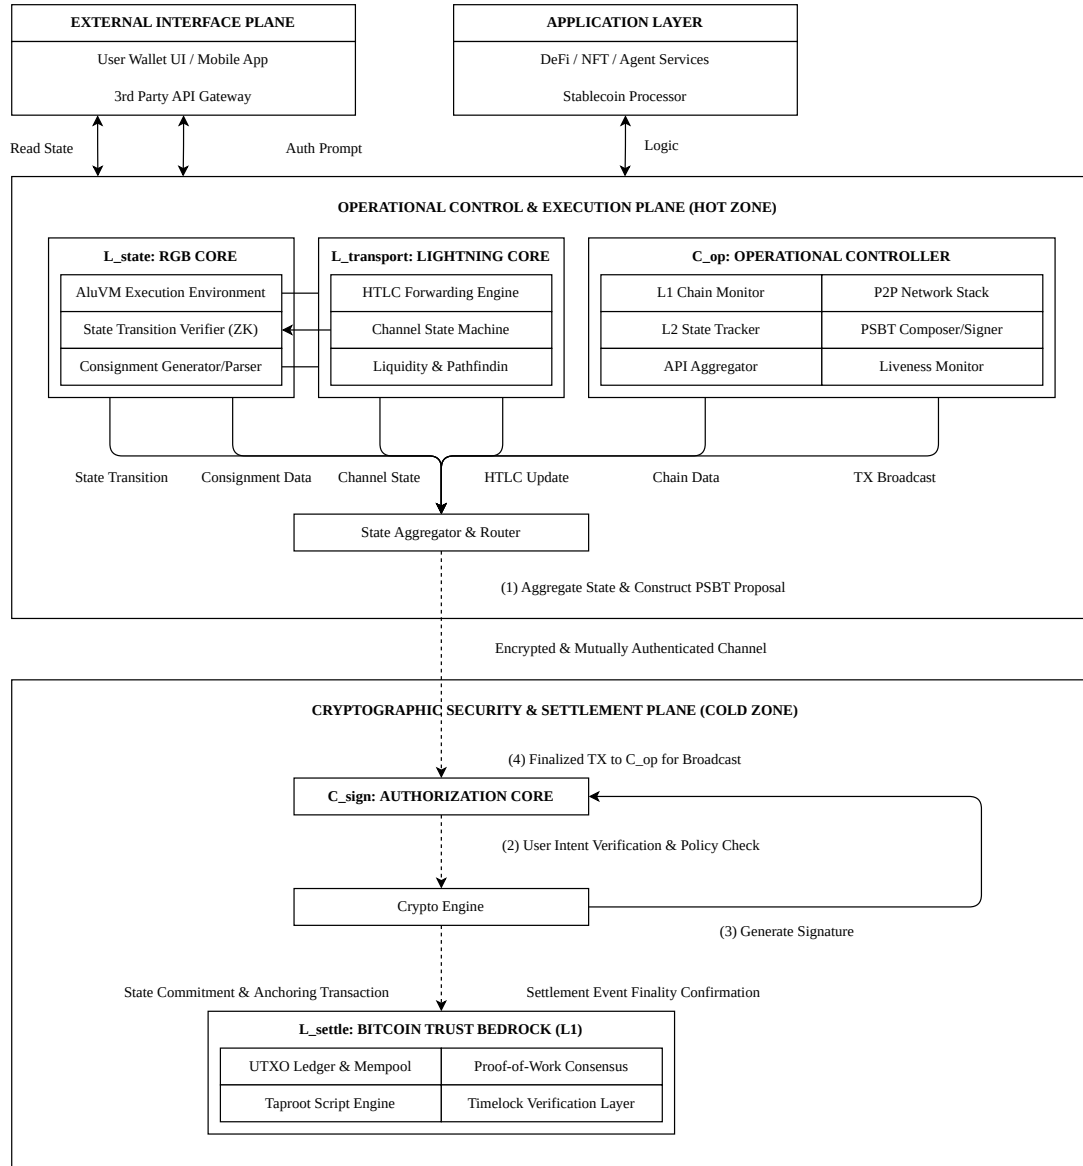 EXTERNAL INTERFACE PLANE
User Wallet UI / Mobile App
3rd Party API Gateway
APPLICATION LAYER
DeFi / NFT / Agent Services
Stablecoin Processor
Read State
Auth Prompt
Logic
OPERATIONAL CONTROL & EXECUTION PLANE (HOT ZONE)
L_state: RGB CORE
AluVM Execution Environment
State Transition Verifier (ZK)
Consignment Generator/Parser
L_transport: LIGHTNING CORE
HTLC Forwarding Engine
Channel State Machine
Liquidity & Pathfindin
C_op: OPERATIONAL CONTROLLER
L1 Chain Monitor
P2P Network Stack
L2 State Tracker
PSBT Composer/Signer
API Aggregator
Liveness Monitor
State Transition
Consignment Data
Channel State
HTLC Update
Chain Data
TX Broadcast
State Aggregator & Router
(1) Aggregate State & Construct PSBT Proposal
Encrypted & Mutually Authenticated Channel
CRYPTOGRAPHIC SECURITY & SETTLEMENT PLANE (COLD ZONE)
(4) Finalized TX to C_op for Broadcast
C_sign: AUTHORIZATION CORE
(2) User Intent Verification & Policy Check
Crypto Engine
(3) Generate Signature
State Commitment & Anchoring Transaction
Settlement Event Finality Confirmation
L_settle: BITCOIN TRUST BEDROCK (L1)
UTXO Ledger & Mempool
Proof-of-Work Consensus
Taproot Script Engine
Timelock Verification Layer